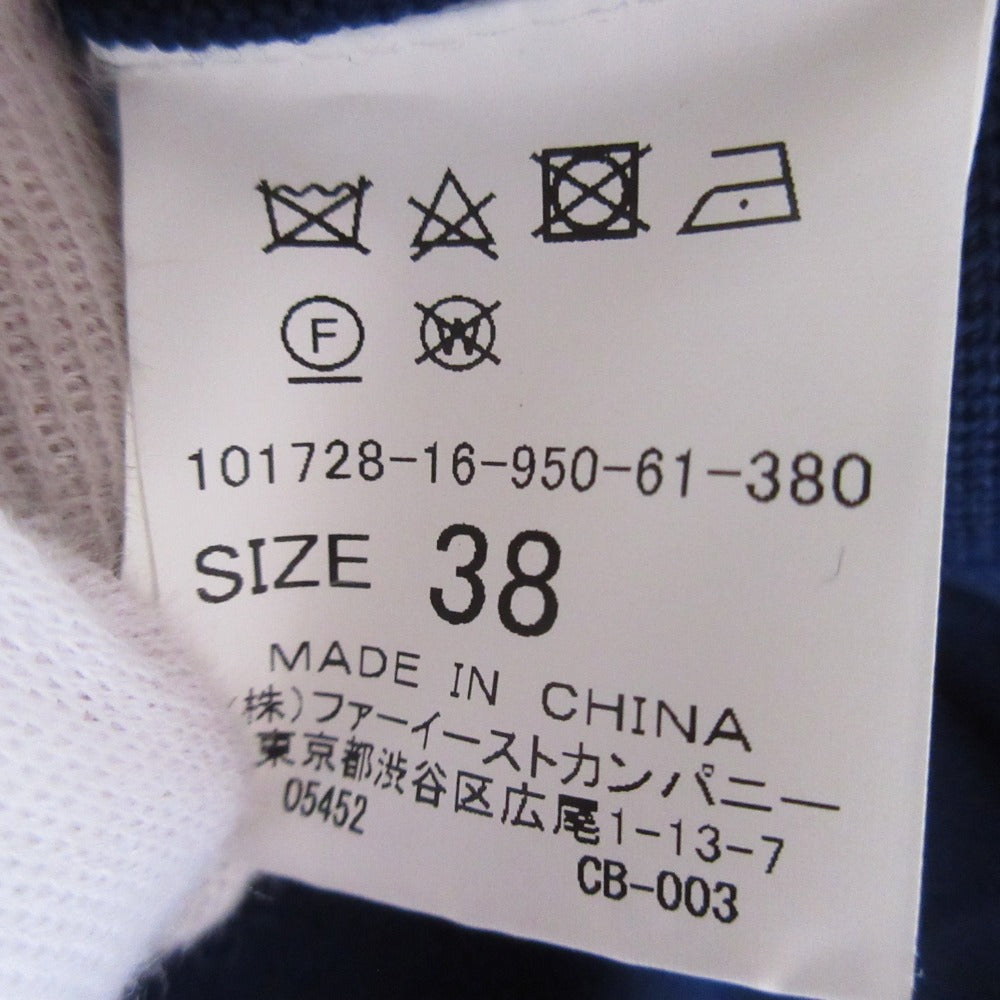 F
W
101728-16-950-61-380
SIZE 38
MADE IN CHINA
(株)ファーイーストカンパニー
東京都渋谷区広尾1-13-7
05452
CB-003